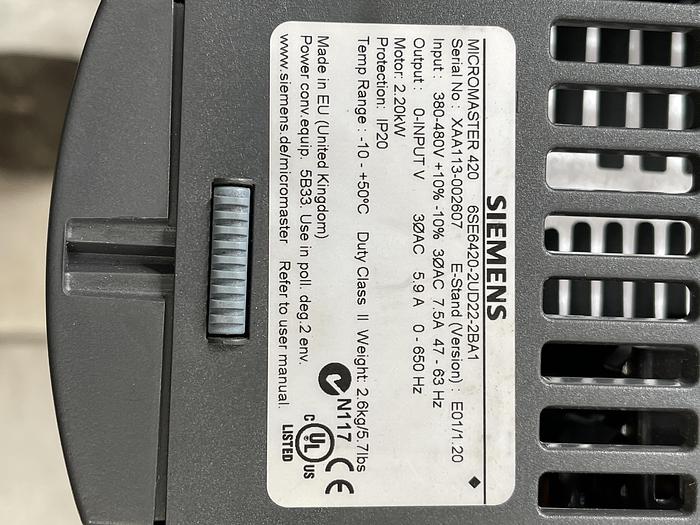 SIEMENS
MICROMASTER 420 6SE6420-2UD22-2BA1
Serial No : XAA113-002607 E-Stand (Version) : E01/1.20
Input : 380-480V +10% -10% 3ØAC 7.5A 47 - 63 Hz
Output : 0-INPUT V 3ØAC 5.9 A 0 - 650 Hz
Motor: 2.20kW
Protection: IP20
Temp Range : -10 - +50°C Duty Class II Weight: 2.6kg/5.7lbs
N117
CE
Made in EU (United Kingdom)
Power conv.equip. 5B33. Use in poll. deg.2 env.
www.siemens.de/micromaster Refer to user manual.
C UL US
LISTED